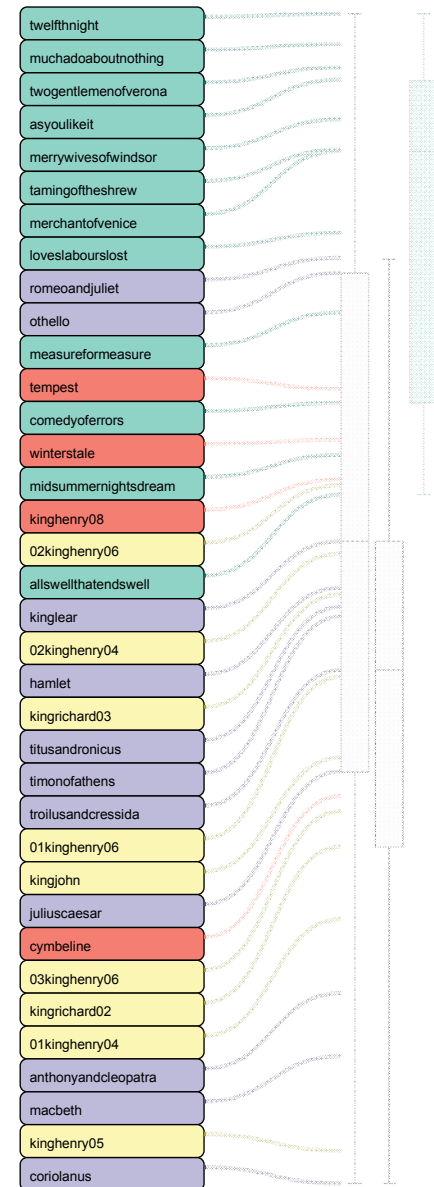 twelfthnight
muchadoaboutnothing
twogentlemenofverona
asyoulikeit
merrywivesofwindsor
tamingoftheshrew
merchantofvenice
loveslabourslost
romeoandjuliet
othello
measureformeasure
tempest
comedyoferrors
winterstale
midsummernightsdream
kinghenry08
02kinghenry06
allswellthatendswell
kinglear
02kinghenry04
hamlet
kingrichard03
titusandronicus
timonofathens
troilusandcressida
01kinghenry06
kingjohn
juliuscaesar
cymbeline
03kinghenry06
kingrichard02
01kinghenry04
anthonyandcleopatra
macbeth
kinghenry05
coriolanus